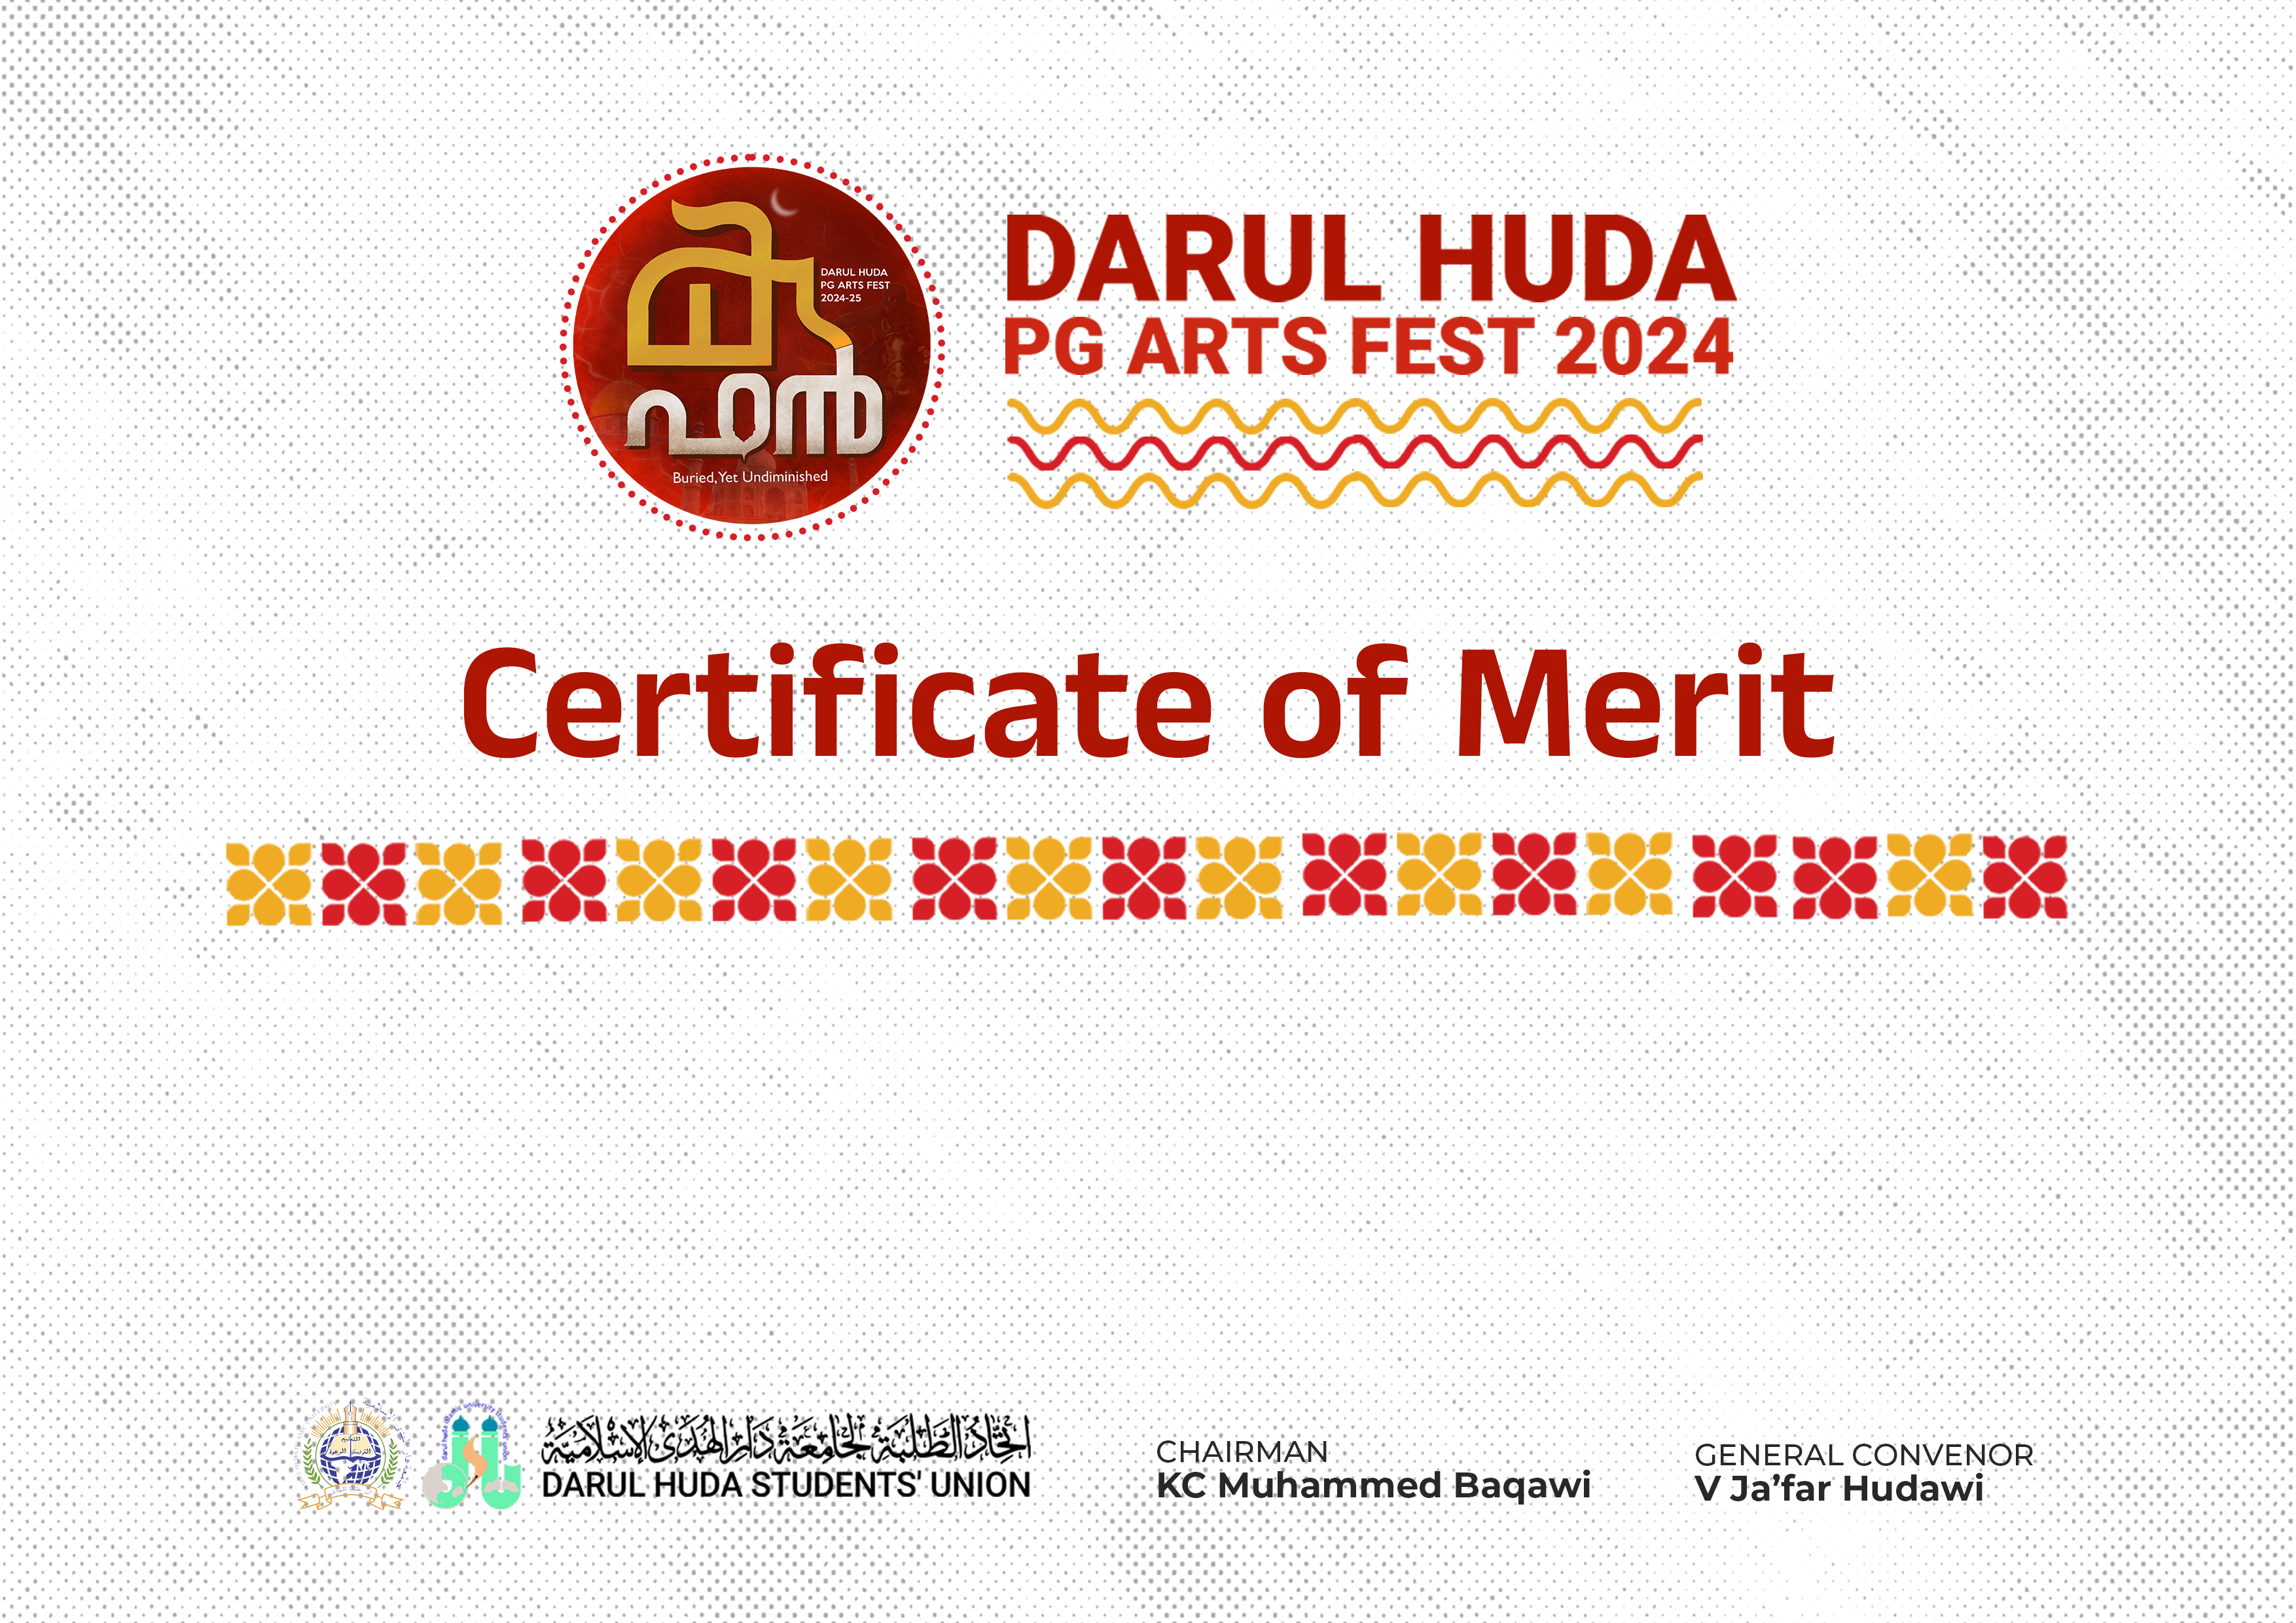 DARUL HUDA
PG ARTS FEST
2024-25
Buried, Yet Undiminished
DARUL HUDA
PG ARTS FEST 2024
Certificate of Merit
اتحاد الطلبة لجامعة دار الهدى الإسلامية
DARUL HUDA STUDENTS' UNION
CHAIRMAN
KC Muhammed Baqawi
GENERAL CONVENOR
V Ja’far Hudawi